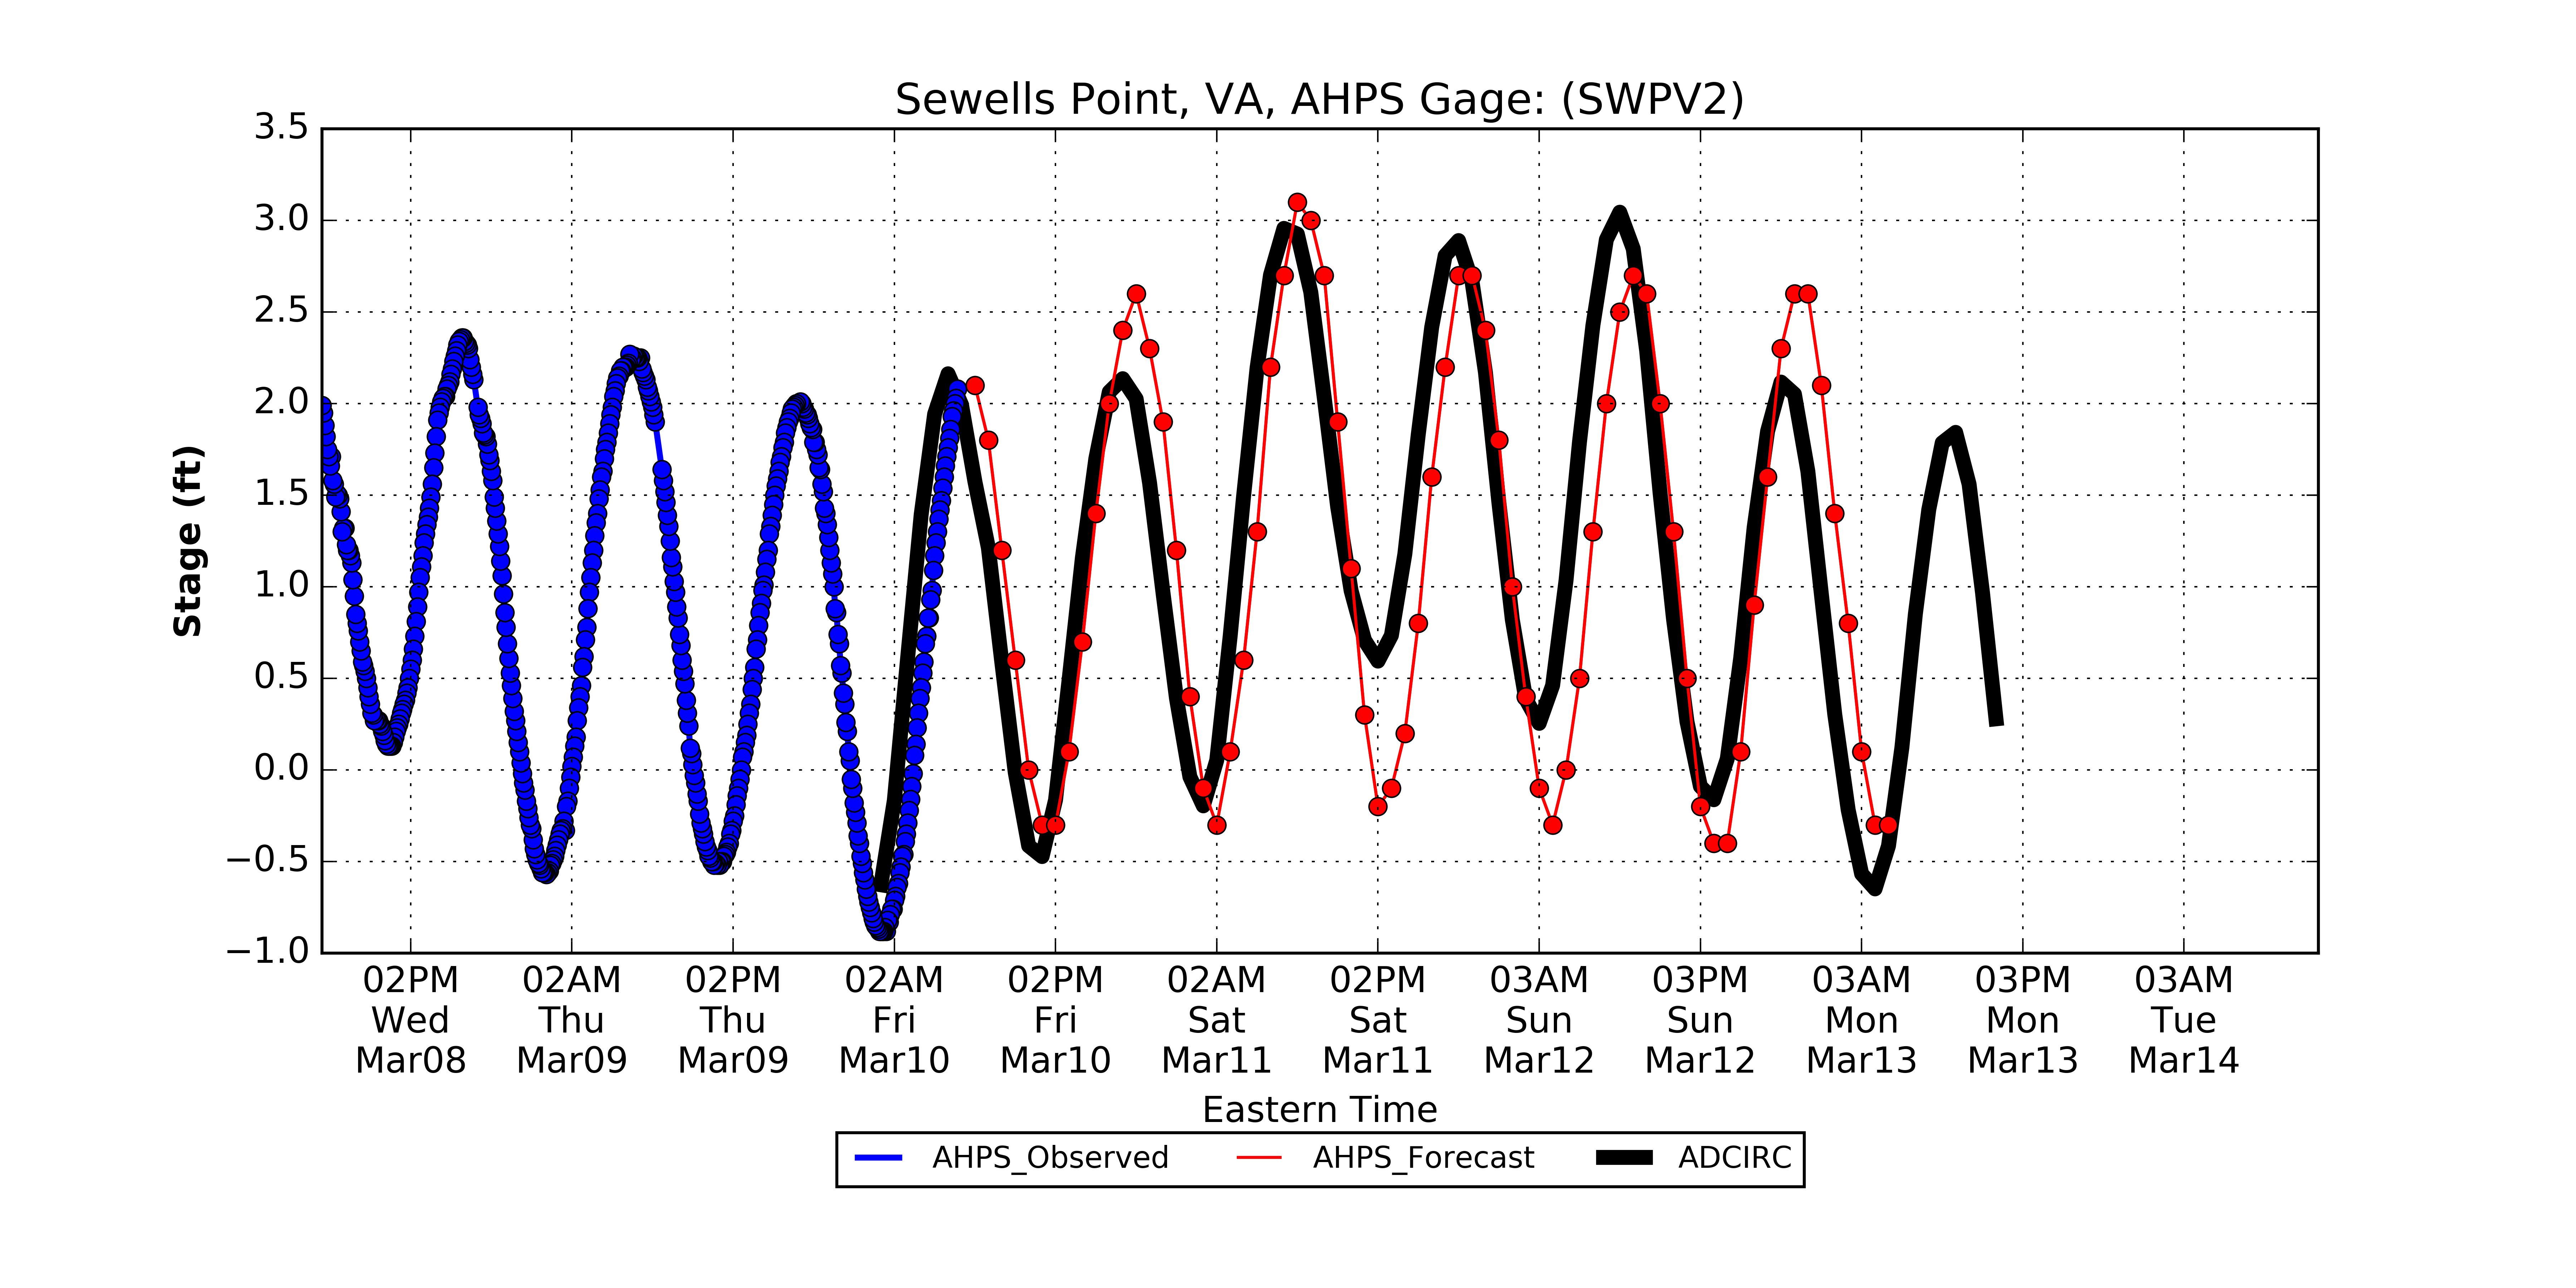 Sewells Point, VA, AHPS Gage: (SWPV2)
3.5
3.0
2.5
2.0
1.5
1.0
0.5
0.0
−0.5
−1.0
Stage (ft)
02PM 02AM 02PM 02AM 02PM 02AM 02PM 03AM 03PM 03AM 03PM 03AM
Wed Thu Thu Fri Fri Sat Sat Sun Sun Mon Mon Tue
Mar08 Mar09 Mar09 Mar10 Mar10 Mar11 Mar11 Mar12 Mar12 Mar13 Mar13 Mar14
Eastern Time
AHPS_Observed AHPS_Forecast ADCIRC